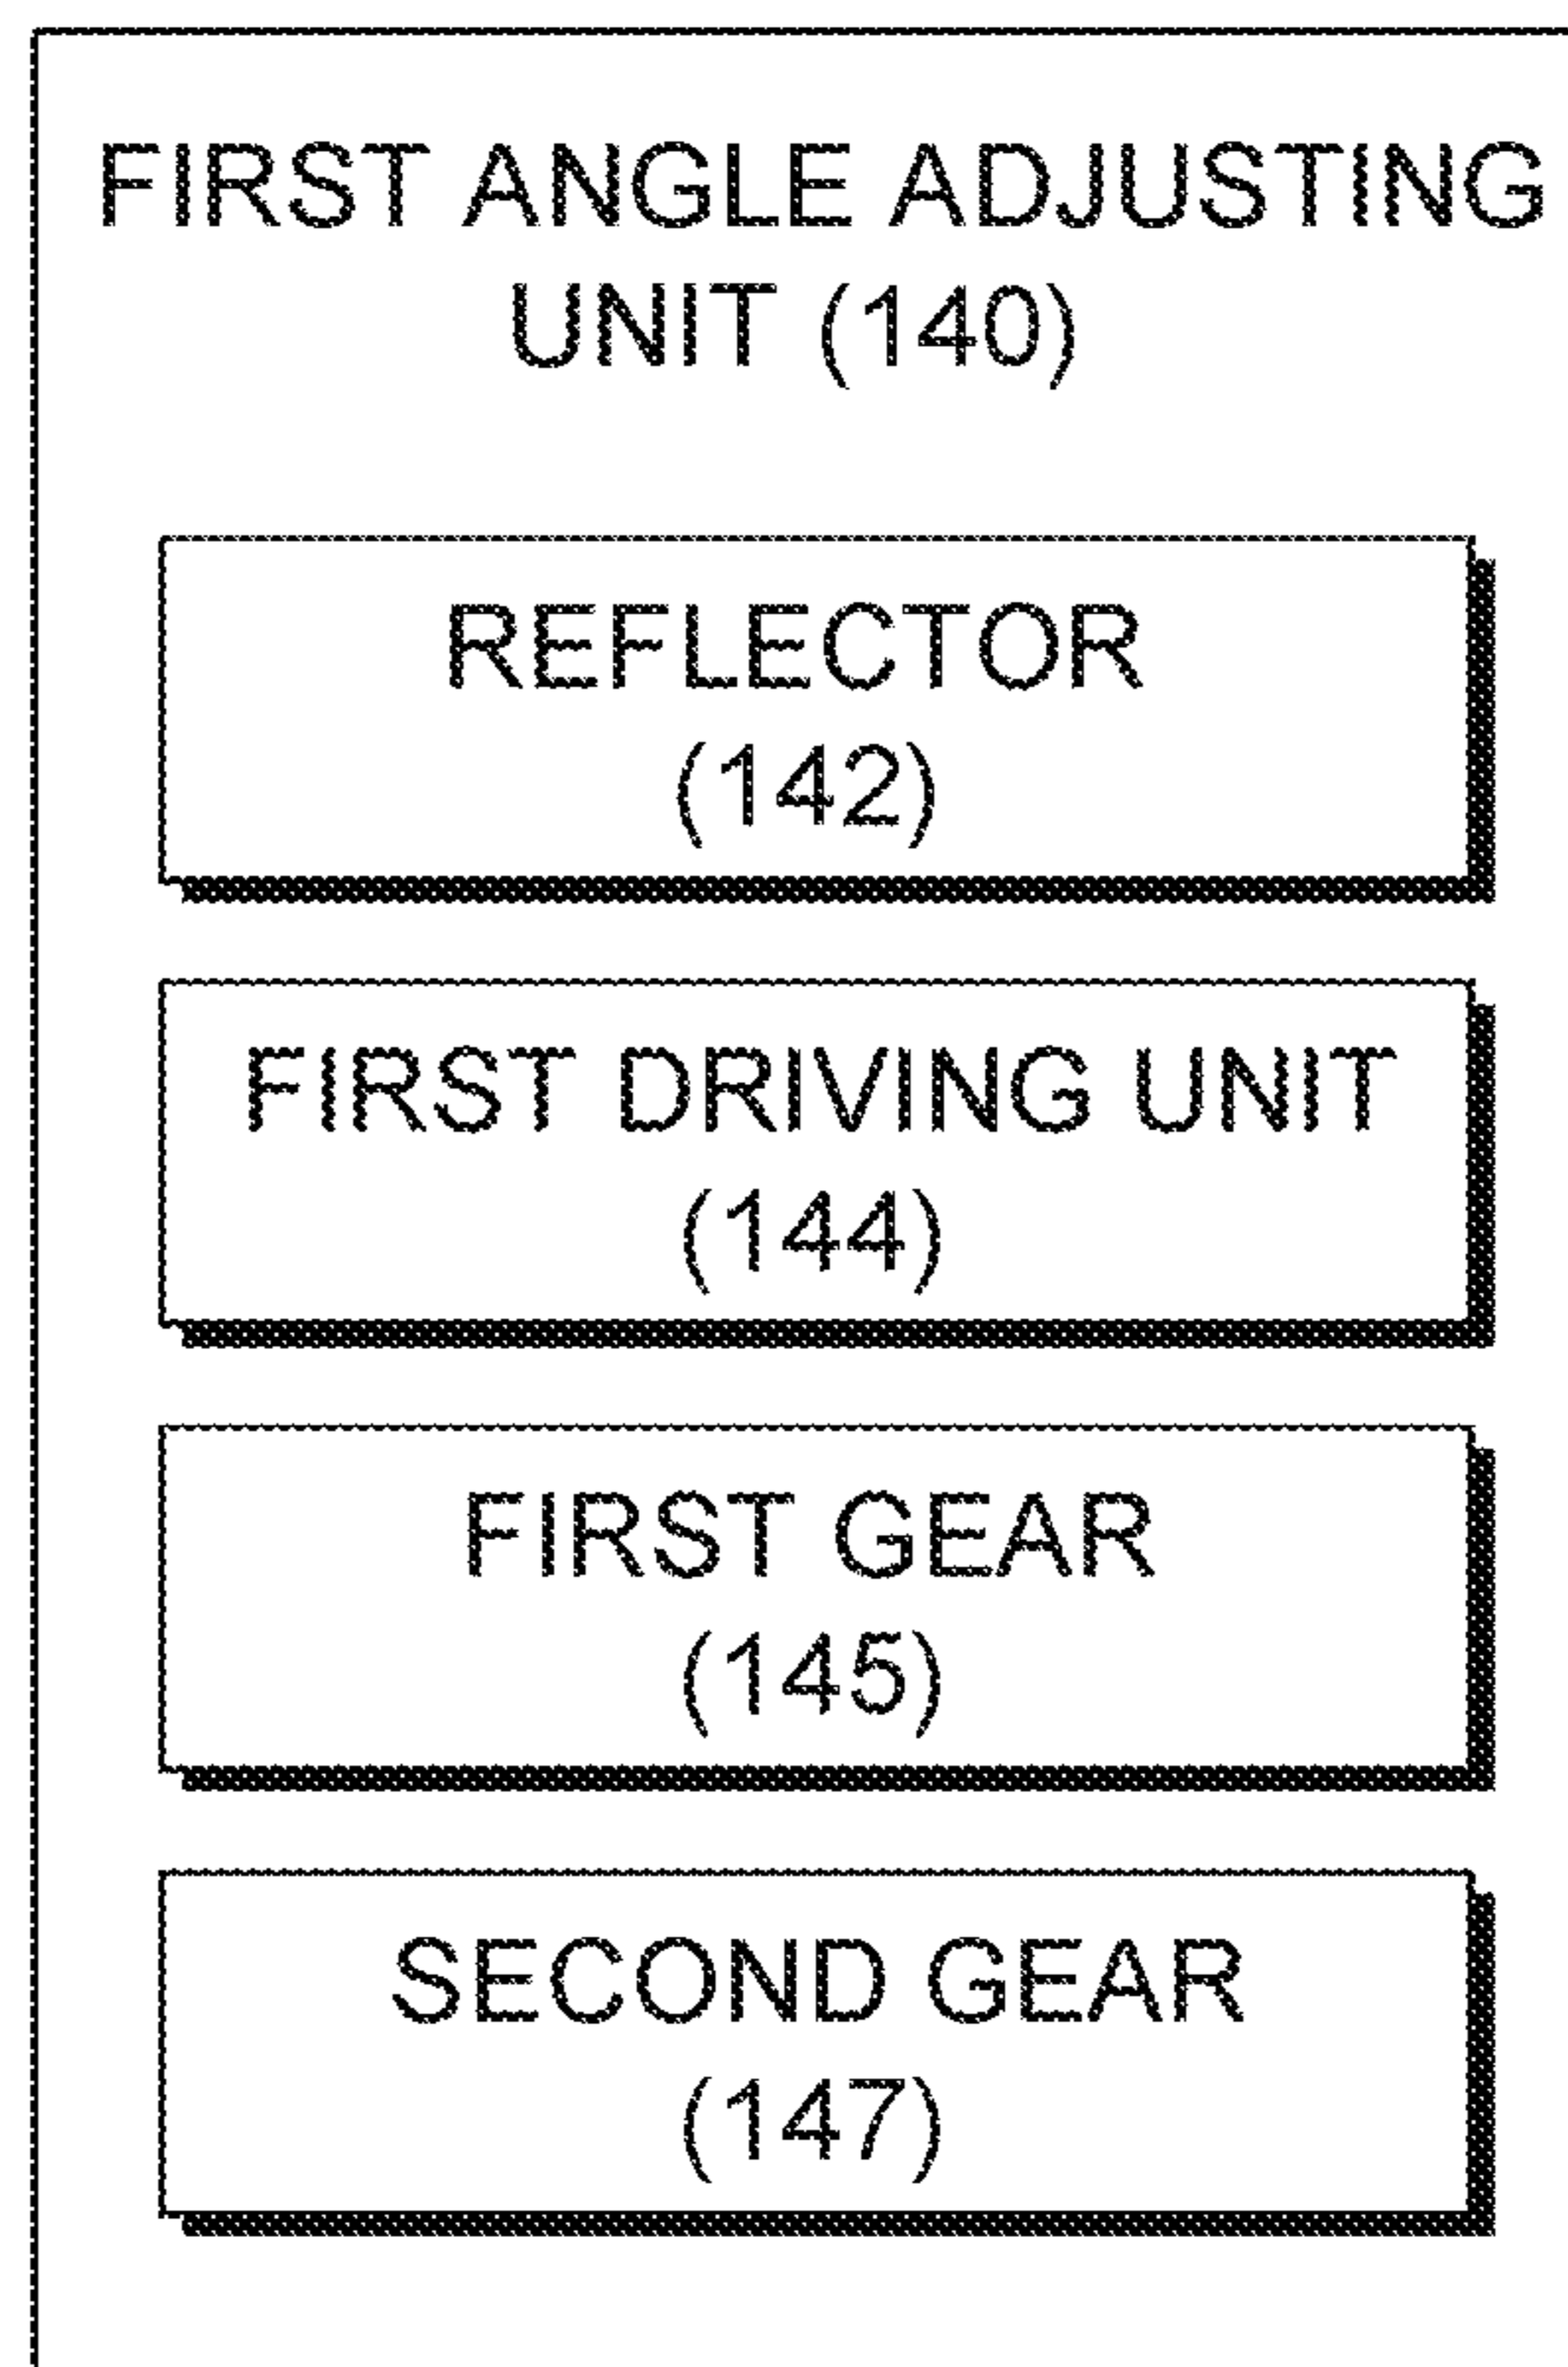 FIRST ANGLE ADJUSTING
UNIT (140)
REFLECTOR
(142)
FIRST DRIVING UNIT
(144)
FIRST GEAR
(145)
SECOND GEAR
(147)